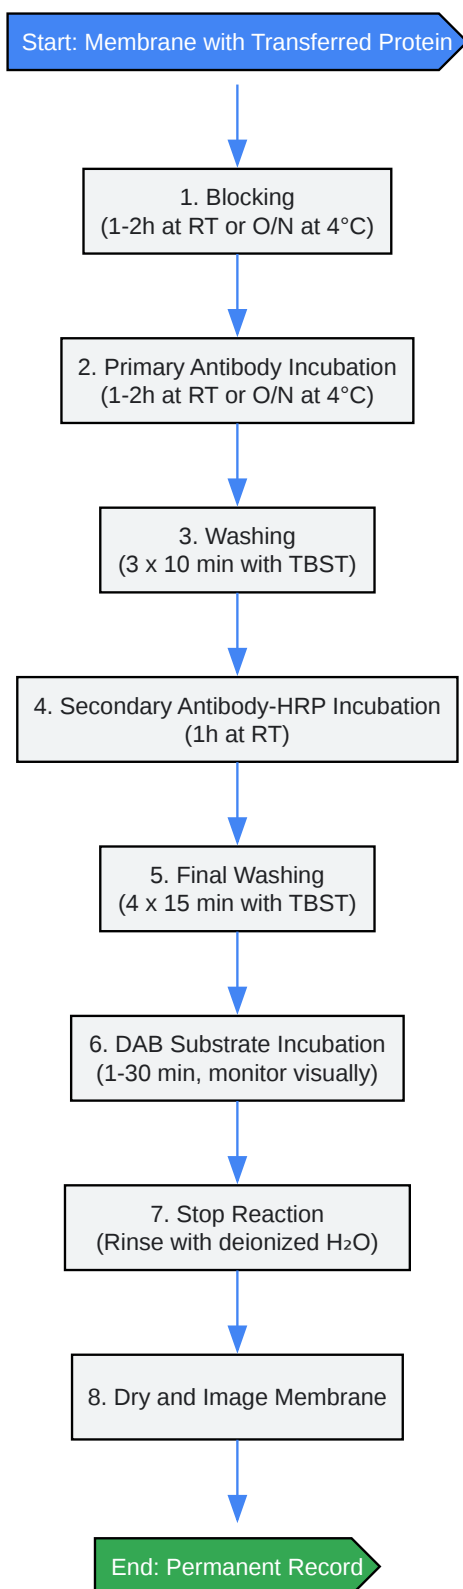 Start: Membrane with Transferred Protein
1. Blocking
(1-2h at RT or O/N at 4°C)
2. Primary Antibody Incubation
(1-2h at RT or O/N at 4°C)
3. Washing
(3 x 10 min with TBST)
4. Secondary Antibody-HRP Incubation
(1h at RT)
5. Final Washing
(4 x 15 min with TBST)
6. DAB Substrate Incubation
(1-30 min, monitor visually)
7. Stop Reaction
(Rinse with deionized H₂O)
8. Dry and Image Membrane
End: Permanent Record